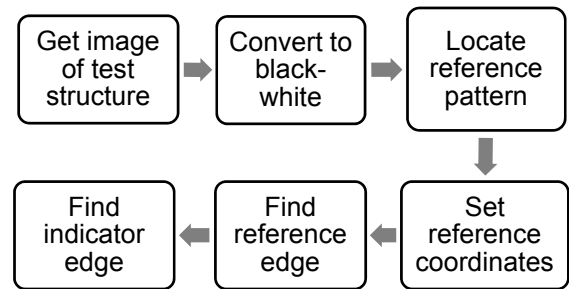 Get image
of test
structure
Convert to
black-
white
Locate
reference
pattern
Set
reference
coordinates
Find
reference
edge
Find
indicator
edge